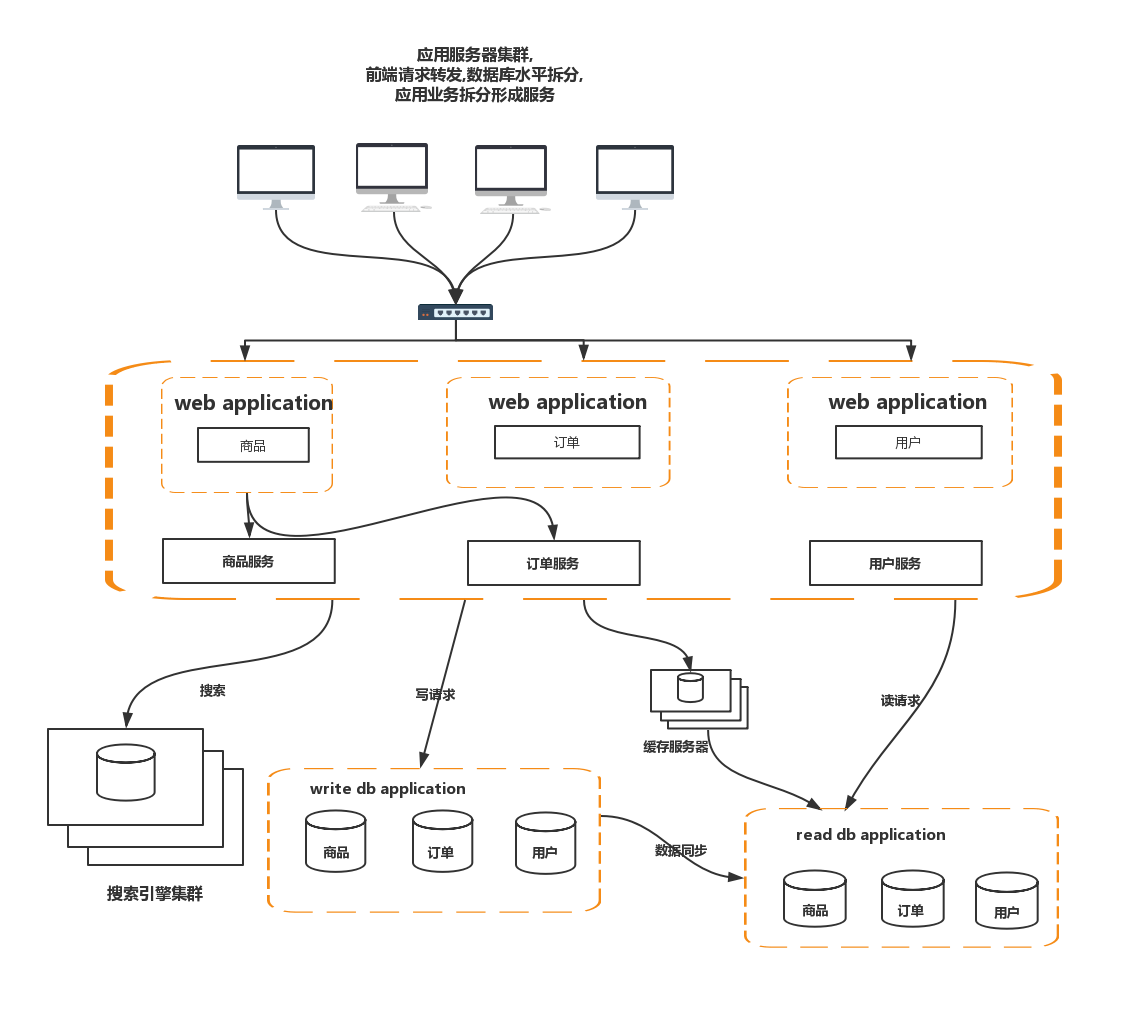 应用服务器集群,
前端请求转发,数据库水平拆分,
应用业务拆分形成服务
web application
web application
web application
商品
订单
用户
商品服务
订单服务
用户服务
搜索
写请求
读请求
缓存服务器
write db application
商品
订单
用户
数据同步
read db application
商品
订单
用户
搜索引擎集群